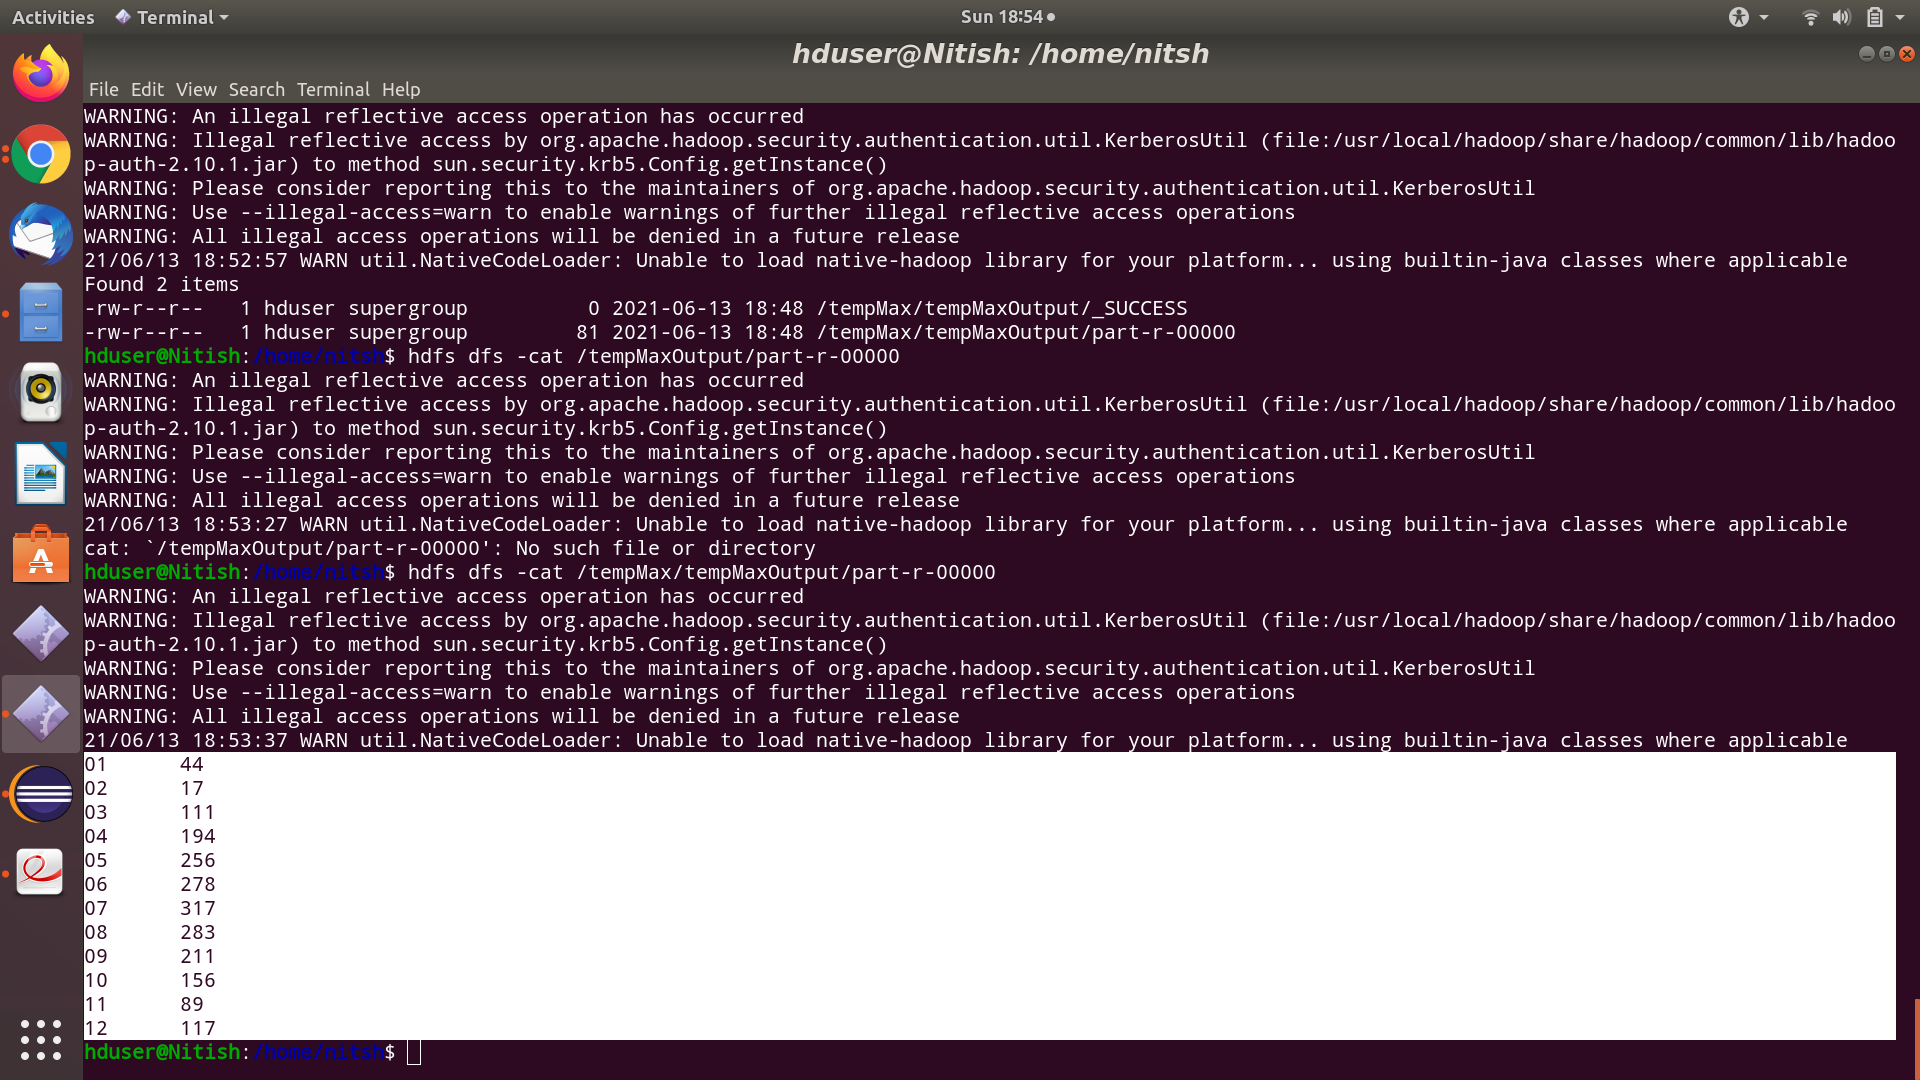 Activities Terminal Sun 18:54
hduser@Nitish: /home/nitsh
File Edit View Search Terminal Help
WARNING: An illegal reflective access operation has occurred
WARNING: Illegal reflective access by org.apache.hadoop.security.authentication.util.KerberosUtil (file:/usr/local/hadoop/share/hadoop/common/lib/hadoo
p-auth-2.10.1.jar) to method sun.security.krb5.Config.getInstance()
WARNING: Please consider reporting this to the maintainers of org.apache.hadoop.security.authentication.util.KerberosUtil
WARNING: Use --illegal-access=warn to enable warnings of further illegal reflective access operations
WARNING: All illegal access operations will be denied in a future release
21/06/13 18:52:57 WARN util.NativeCodeLoader: Unable to load native-hadoop library for your platform... using builtin-java classes where applicable
Found 2 items
-rw-r--r--   1 hduser supergroup          0 2021-06-13 18:48 /tempMax/tempMaxOutput/_SUCCESS
-rw-r--r--   1 hduser supergroup         81 2021-06-13 18:48 /tempMax/tempMaxOutput/part-r-00000
hduser@Nitish:/home/nitsh$ hdfs dfs -cat /tempMaxOutput/part-r-00000
WARNING: An illegal reflective access operation has occurred
WARNING: Illegal reflective access by org.apache.hadoop.security.authentication.util.KerberosUtil (file:/usr/local/hadoop/share/hadoop/common/lib/hadoo
p-auth-2.10.1.jar) to method sun.security.krb5.Config.getInstance()
WARNING: Please consider reporting this to the maintainers of org.apache.hadoop.security.authentication.util.KerberosUtil
WARNING: Use --illegal-access=warn to enable warnings of further illegal reflective access operations
WARNING: All illegal access operations will be denied in a future release
21/06/13 18:53:27 WARN util.NativeCodeLoader: Unable to load native-hadoop library for your platform... using builtin-java classes where applicable
cat: `/tempMaxOutput/part-r-00000': No such file or directory
hduser@Nitish:/home/nitsh$ hdfs dfs -cat /tempMax/tempMaxOutput/part-r-00000
WARNING: An illegal reflective access operation has occurred
WARNING: Illegal reflective access by org.apache.hadoop.security.authentication.util.KerberosUtil (file:/usr/local/hadoop/share/hadoop/common/lib/hadoo
p-auth-2.10.1.jar) to method sun.security.krb5.Config.getInstance()
WARNING: Please consider reporting this to the maintainers of org.apache.hadoop.security.authentication.util.KerberosUtil
WARNING: Use --illegal-access=warn to enable warnings of further illegal reflective access operations
WARNING: All illegal access operations will be denied in a future release
21/06/13 18:53:37 WARN util.NativeCodeLoader: Unable to load native-hadoop library for your platform... using builtin-java classes where applicable
01      44
02      17
03      111
04      194
05      256
06      278
07      317
08      283
09      211
10      156
11      89
12      117
hduser@Nitish:/home/nitsh$